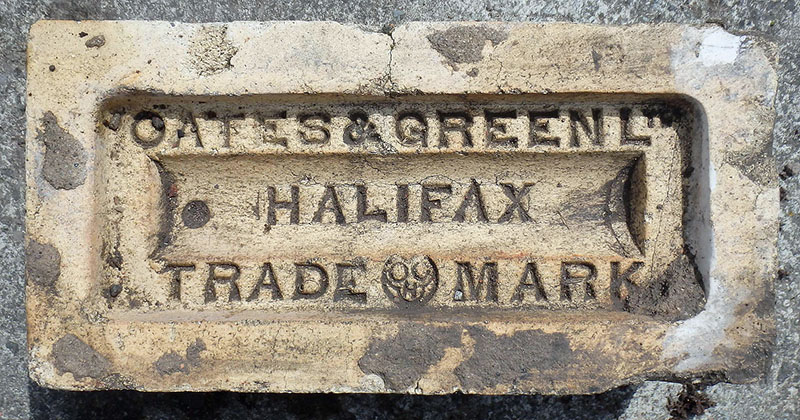 OATES & GREEN L
HALIFAX
TRADE MARK